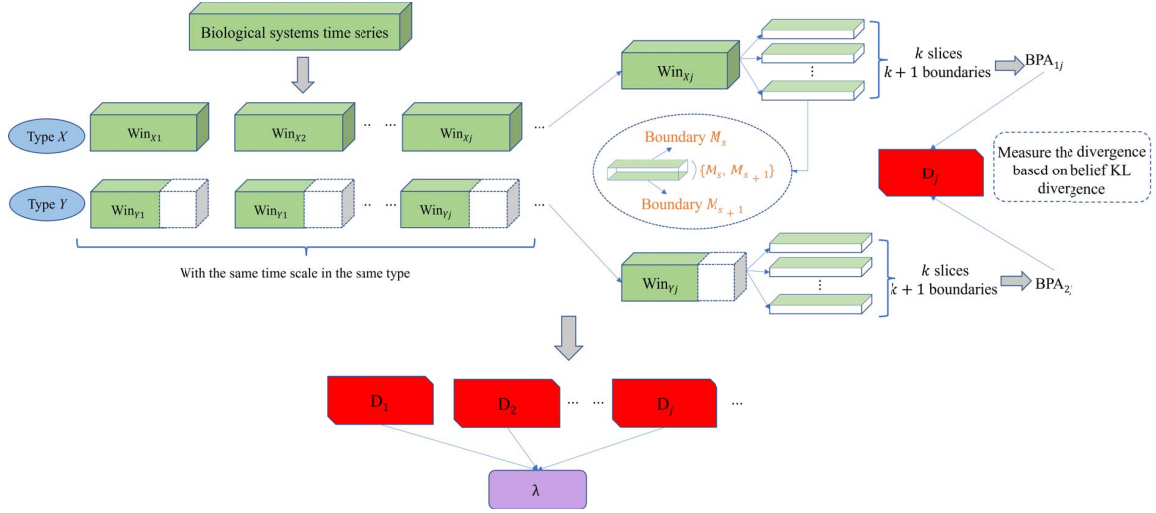 Biological systems time series
Type X
Win_X1
Win_X2
.. ...
Win_Xj
...
Type Y
Win_Y1
Win_Y1
.. ...
Win_Yj
...
With the same time scale in the same type
Win_Xj
⋮
k slices
k + 1 boundaries
BPA_1j
Boundary M_s
{M_s, M_s+1}
Boundary M_s+1
D_j
Measure the divergence
based on belief KL
divergence
Win_Yj
⋮
k slices
k + 1 boundaries
BPA_2j
D_1
D_2
... ...
D_j
...
λ